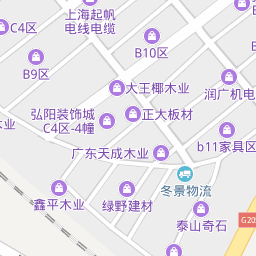 上海起帆
电线电缆
C4区
B10区
B9区
大王椰木业
润广机电
弘阳装饰城
C4区-4幢
正大板材
木业
b11家具区
广东天成木业
冬景物流
鑫平木业
绿野建材
泰山奇石
G20